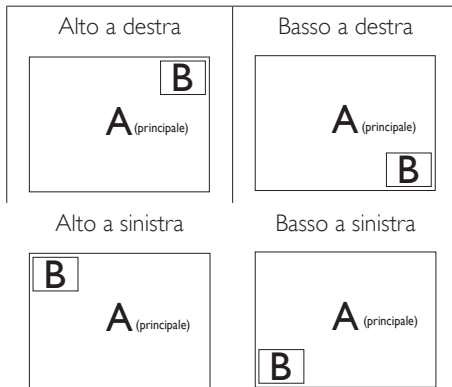 Alto a destra
Basso a destra
B
A (principale)
A (principale)
B
Alto a sinistra
Basso a sinistra
B
A (principale)
A (principale)
B